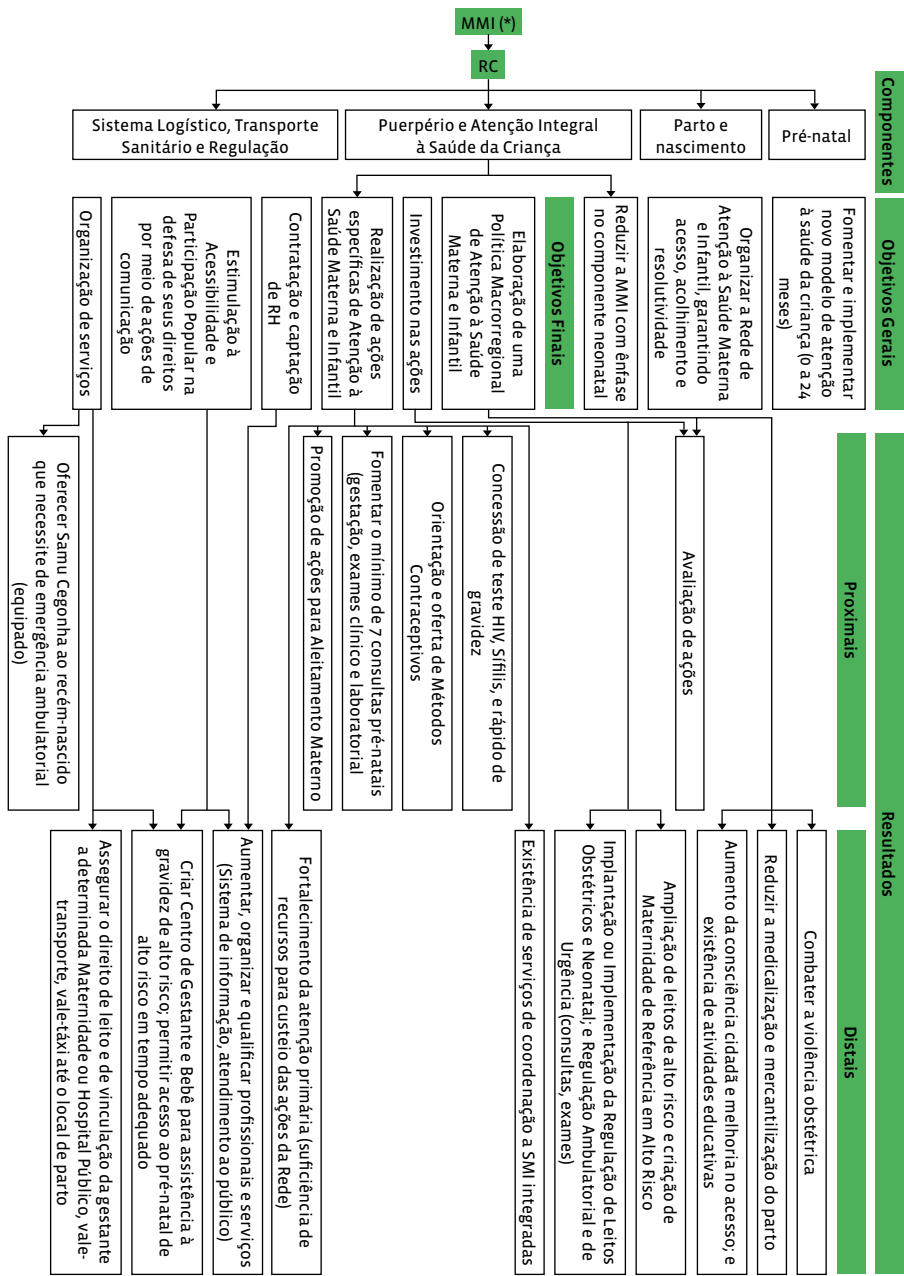 MMI (*)
RC
Componentes
Pré-natal
Parto e
nascimento
Puerpério e Atenção Integral
à Saúde da Criança
Sistema Logístico, Transporte
Sanitário e Regulação
Objetivos Gerais
Fomentar e implementar
novo modelo de atenção
à saúde da criança (0 a 24
meses)
Organizar a Rede de
Atenção à Saúde Materna
e Infantil, garantindo
acesso, acolhimento e
resolutividade
Reduzir a MMI com ênfase
no componente neonatal
Objetivos Finais
Elaboração de uma
Política Macrorregional
de Atenção à Saúde
Materna e Infantil
Investimento nas ações
Realização de ações
específicas de Atenção à
Saúde Materna e Infantil
Contratação e captação
de RH
Estimulação à
Acessibilidade e
Participação Popular na
defesa de seus direitos
por meio de ações de
comunicação
Organização de serviços
Resultados
Proximais
Avaliação de ações
Concessão de teste HIV, Sífilis, e rápido de
gravidez
Orientação e oferta de Métodos
Contraceptivos
Fomentar o mínimo de 7 consultas pré-natais
(gestação, exames clínico e laboratorial)
Promoção de ações para Aleitamento Materno
Oferecer Samu Cegonha ao recém-nascido
que necessite de emergência ambulatorial
(equipado)
Distais
Combater a violência obstétrica
Reduzir a medicalização e mercantilização do parto
Aumento da consciência cidadã e melhoria no acesso; e
existência de atividades educativas
Ampliação de leitos de alto risco e criação de
Maternidade de Referência em Alto Risco
Implantação ou Implementação da Regulação de Leitos
Obstétricos e Neonatal; e Regulação Ambulatorial e de
Urgência (consultas, exames)
Existência de serviços de coordenação a SMI integradas
Fortalecimento da atenção primária (suficiência de
recursos para custeio das ações da Rede)
Aumentar, organizar e qualificar profissionais e serviços
(Sistema de informação, atendimento ao público)
Criar Centro de Gestante e Bebê para assistência à
gravidez de alto risco; permitir acesso ao pré-natal de
alto risco em tempo adequado
Assegurar o direito de leito e de vinculação da gestante
a determinada Maternidade ou Hospital Público, vale-
transporte, vale-táxi até o local de parto